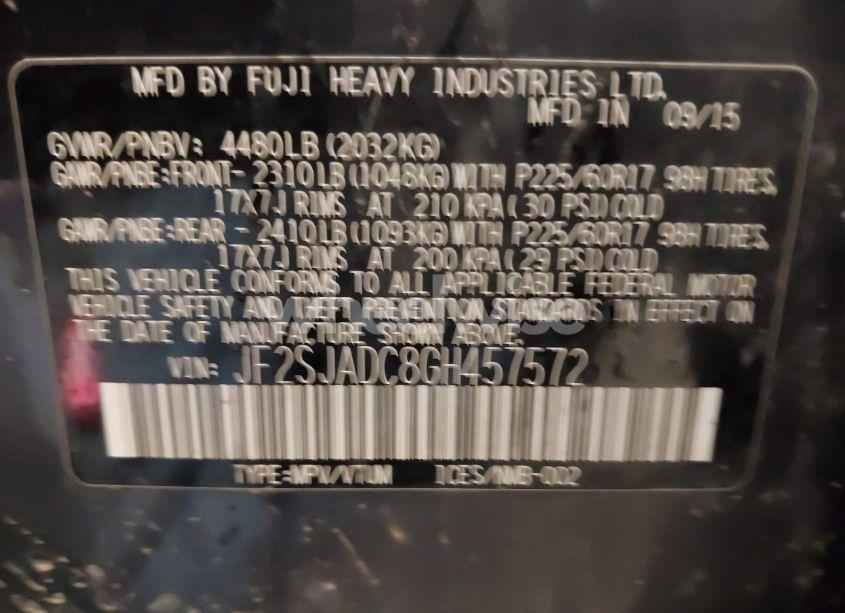 MFD BY FUJI HEAVY INDUSTRIES LTD.
MFD IN 09/15
GVWR/PNBV: 4480LB (2032KG)
GAWR/PNBE:FRONT- 2310LB(1048KG)WITH P225/60R17 98H TIRES,
17X7J RIMS AT 210 KPA( 30 PSI)COLD
GAWR/PNBE:REAR - 2410LB(1093KG)WITH P225/60R17 98H TIRES,
17X7J RIMS AT 200 KPA(29 PSI)COLD
THIS VEHICLE CONFORMS TO ALL APPLICABLE FEDERAL MOTOR
VEHICLE SAFETY AND THEFT PREVENTION STANDARDS IN EFFECT ON
THE DATE OF MANUFACTURE SHOWN ABOVE.
VIN: JF2SJADC8GH457572
TYPE:MPV/VTUM ICES/NMB-002